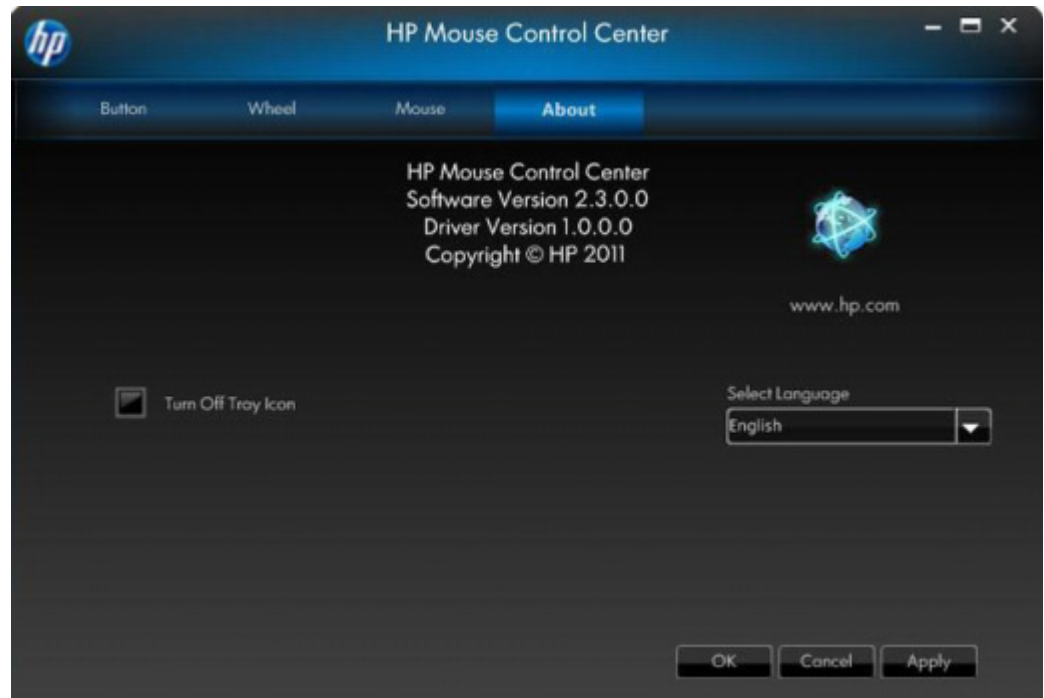 hp
HP Mouse Control Center
Button Wheel Mouse About
HP Mouse Control Center
Software Version 2.3.0.0
Driver Version 1.0.0.0
Copyright © HP 2011
www.hp.com
Turn Off Tray Icon
Select Language
English
OK Cancel Apply